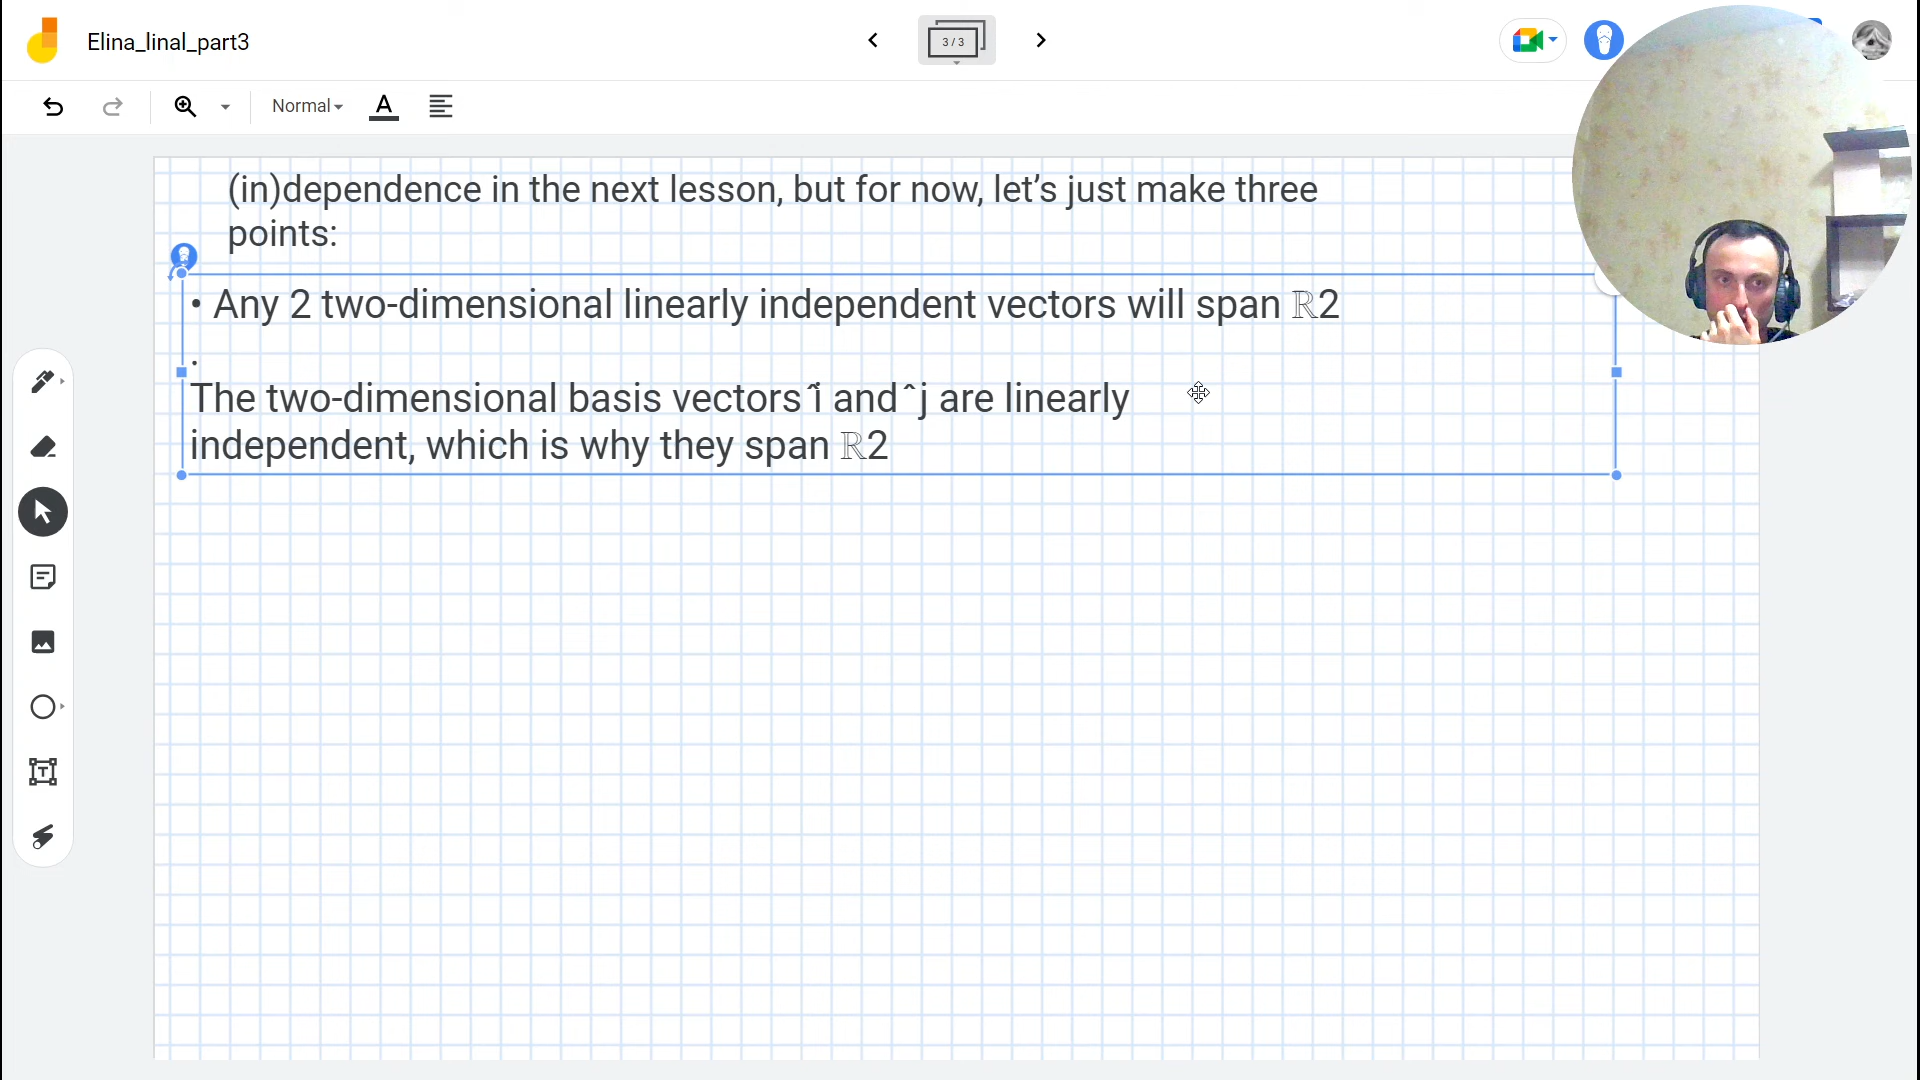 Elina_linal_part3
3 / 3
Normal
(in)dependence in the next lesson, but for now, let’s just make three
points:
• Any 2 two-dimensional linearly independent vectors will span ℝ2
.
The two-dimensional basis vectors ̂i and ̂j are linearly
independent, which is why they span ℝ2